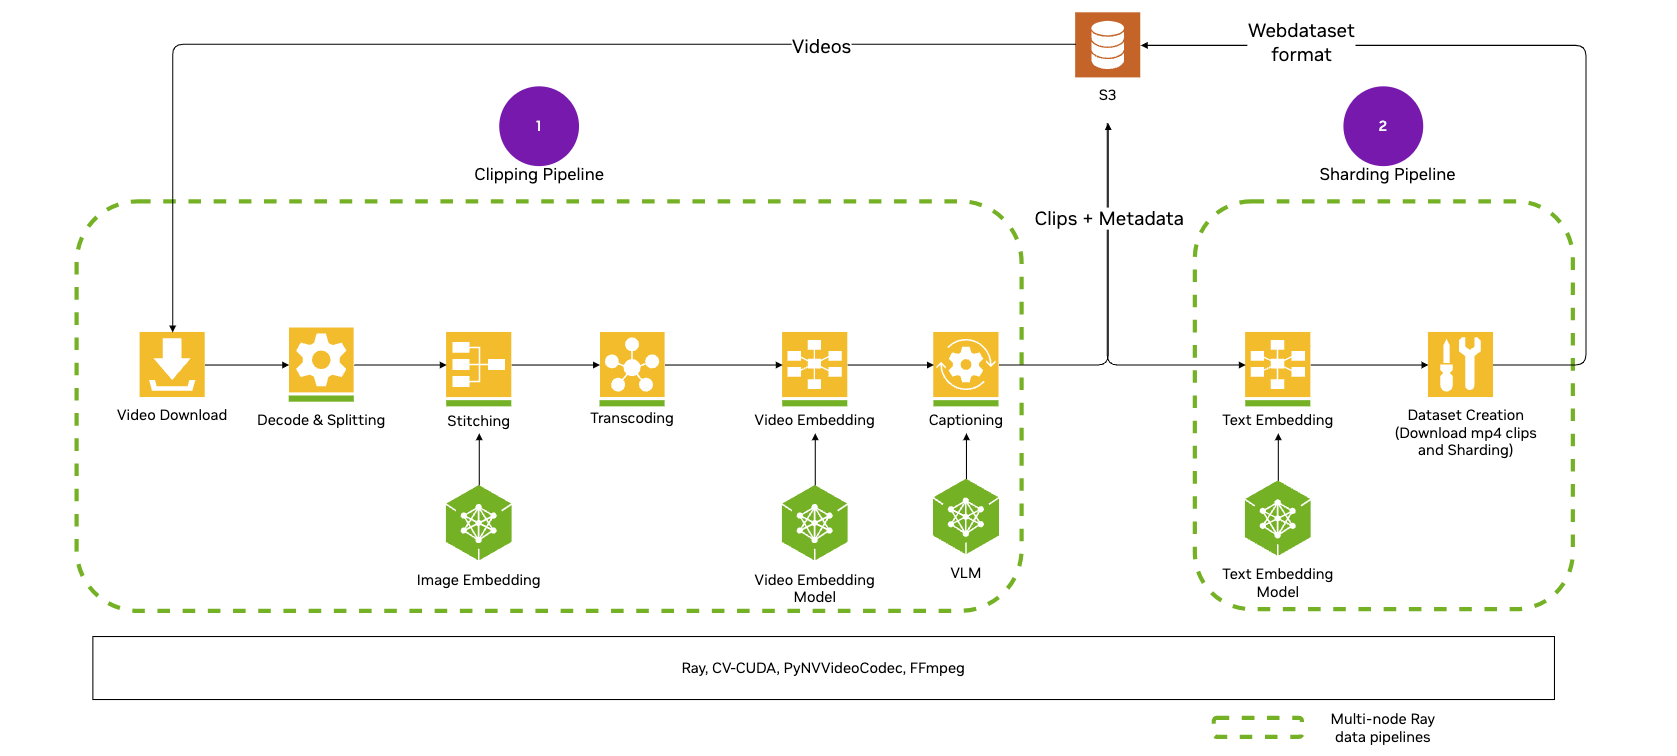 Videos
S3
Webdataset
format
1
Clipping Pipeline
2
Sharding Pipeline
Clips + Metadata
Video Download
Decode & Splitting
Stitching
Transcoding
Video Embedding
Captioning
Text Embedding
Dataset Creation
(Download mp4 clips
and Sharding)
Image Embedding
Video Embedding
Model
VLM
Text Embedding
Model
Ray, CV-CUDA, PyNVVideoCodec, FFmpeg
Multi-node Ray
data pipelines